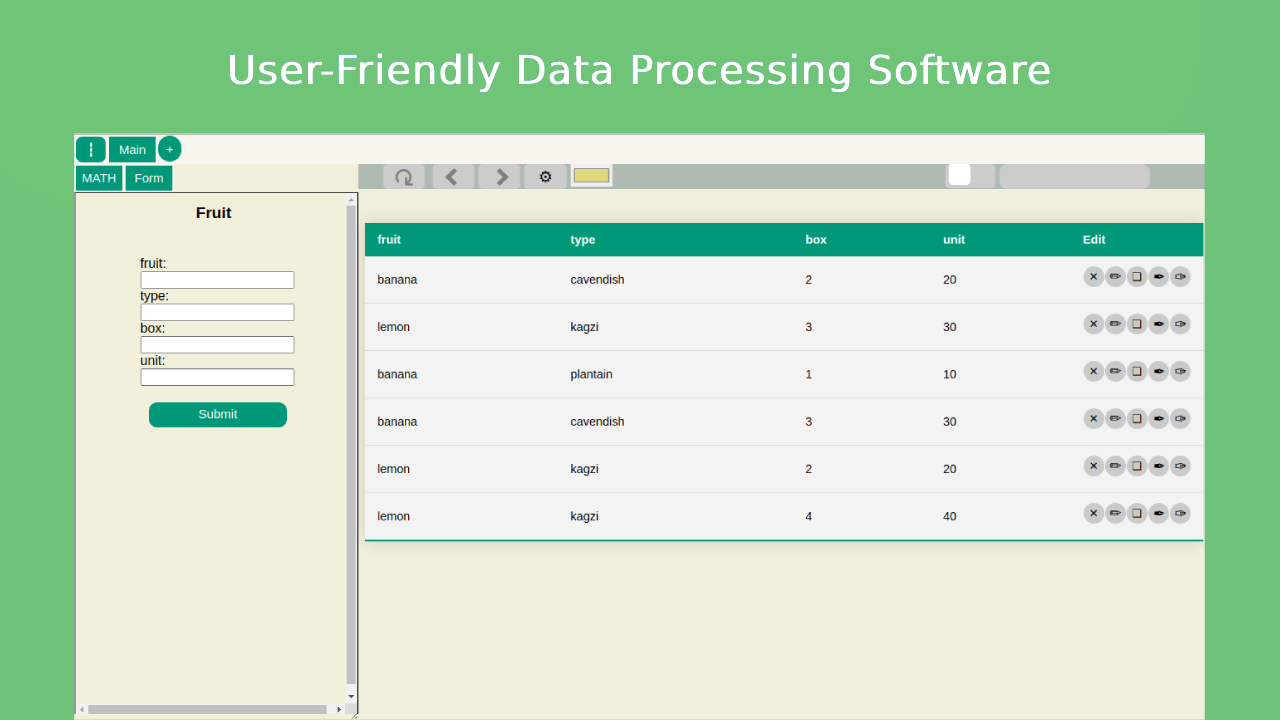 User-Friendly Data Processing Software
Main +
MATH Form
Fruit
fruit:
type:
box:
unit:
Submit
fruit type box unit Edit
banana cavendish 2 20
lemon kagzi 3 30
banana plantain 1 10
banana cavendish 3 30
lemon kagzi 2 20
lemon kagzi 4 40